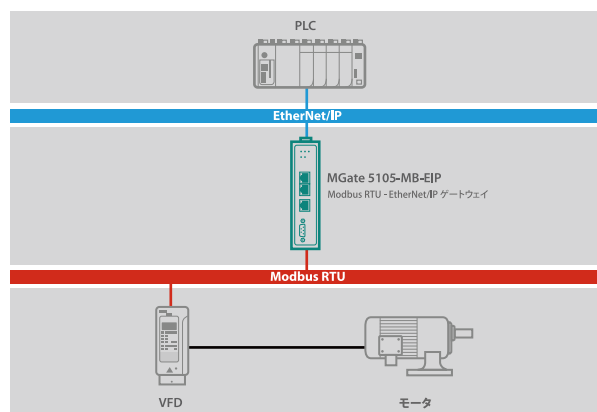 PLC
EtherNet/IP
MGate 5105-MB-EIP
Modbus RTU - EtherNet/IP ゲートウェイ
Modbus RTU
VFD
モータ